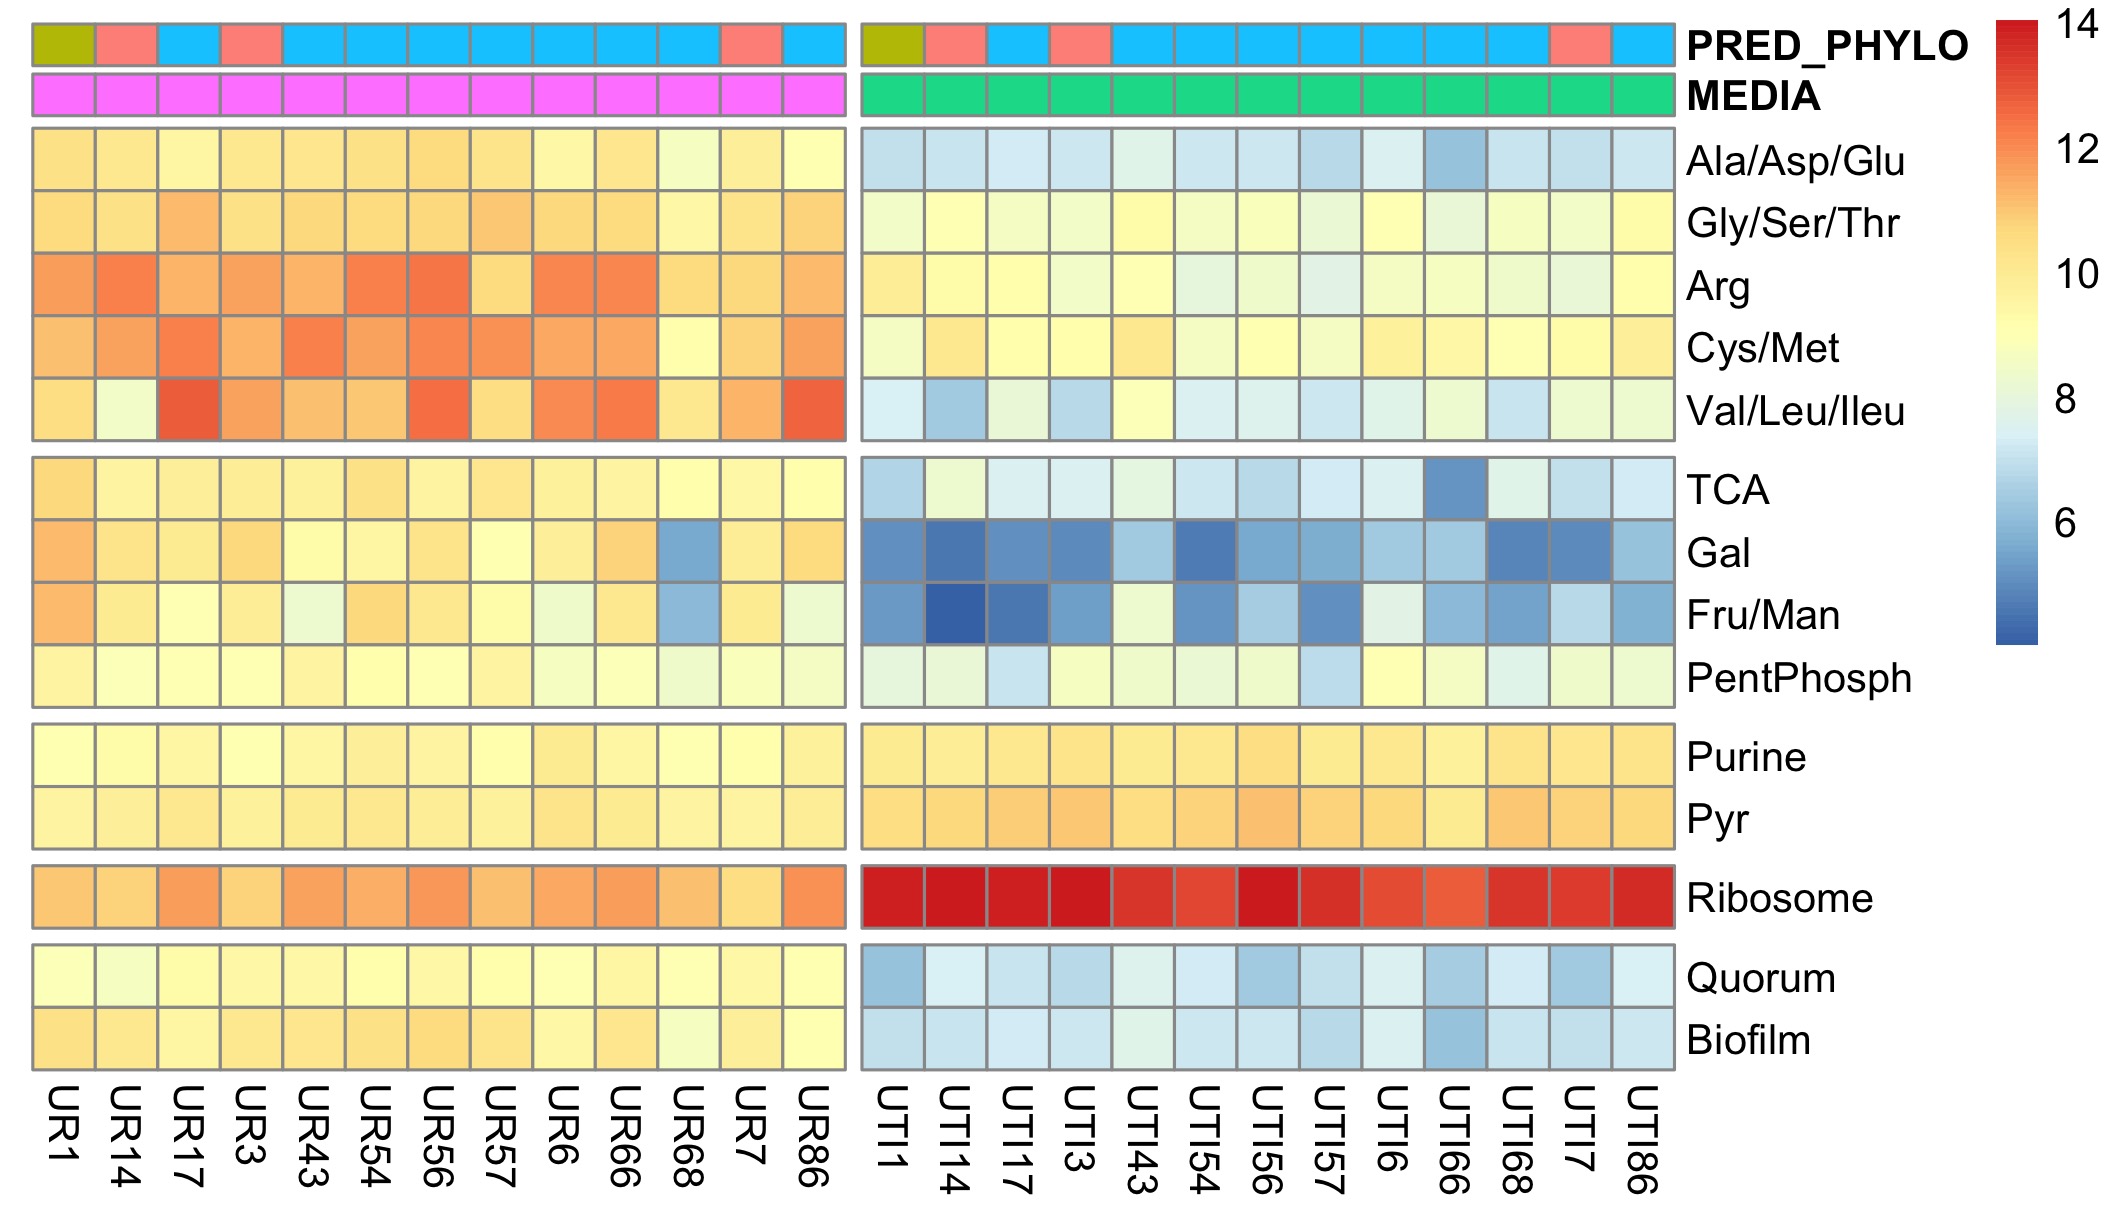 PRED_PHYLO
MEDIA
Ala/Asp/Glu
Gly/Ser/Thr
Arg
Cys/Met
Val/Leu/Ileu
TCA
Gal
Fru/Man
PentPhosph
Purine
Pyr
Ribosome
Quorum
Biofilm
14
12
10
8
6
UR1
UR14
UR17
UR3
UR43
UR54
UR56
UR57
UR6
UR66
UR68
UR7
UR86
UTI1
UTI14
UTI17
UTI3
UTI43
UTI54
UTI56
UTI57
UTI6
UTI66
UTI68
UTI7
UTI86